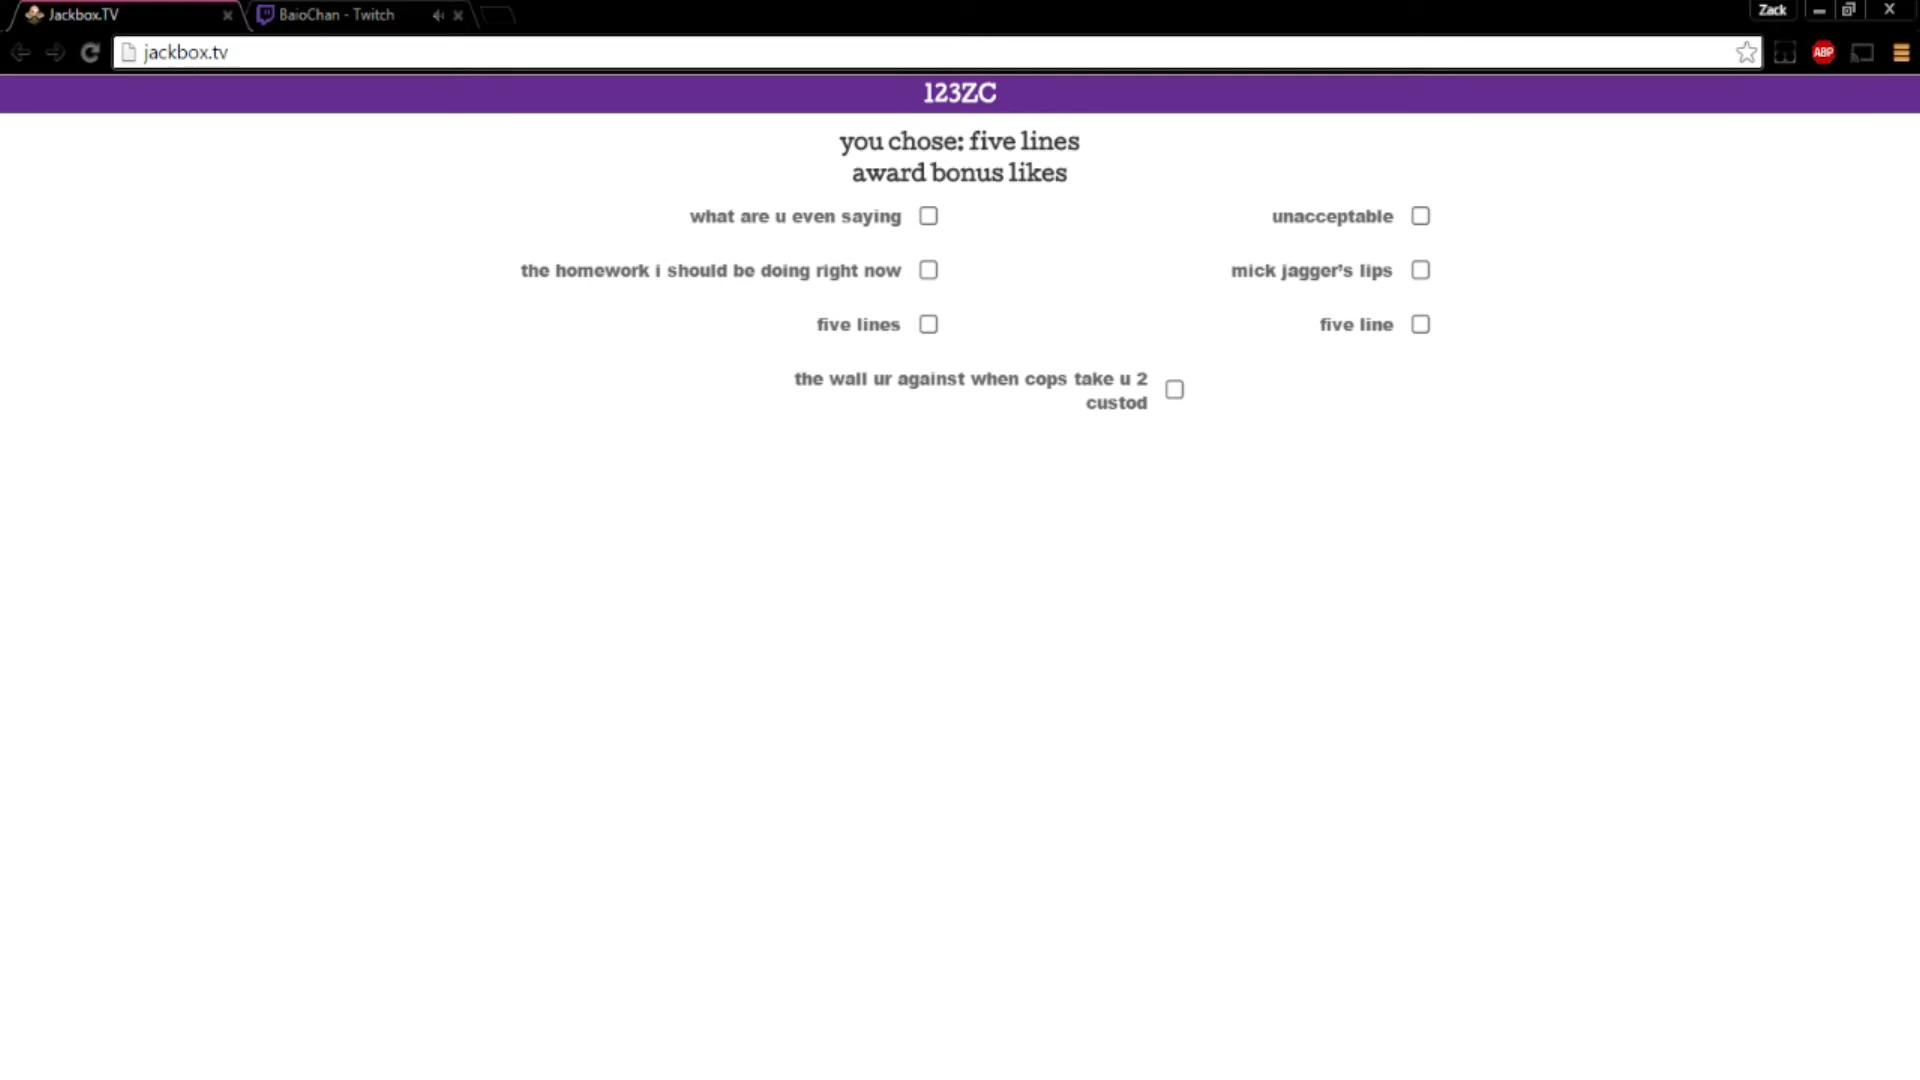 Jackbox.TV
BaioChan - Twitch
Zack
jackbox.tv
ABP
123ZC
you chose: five lines
award bonus likes
what are u even saying
unacceptable
the homework i should be doing right now
mick jagger's lips
five lines
five line
the wall ur against when cops take u 2
custod